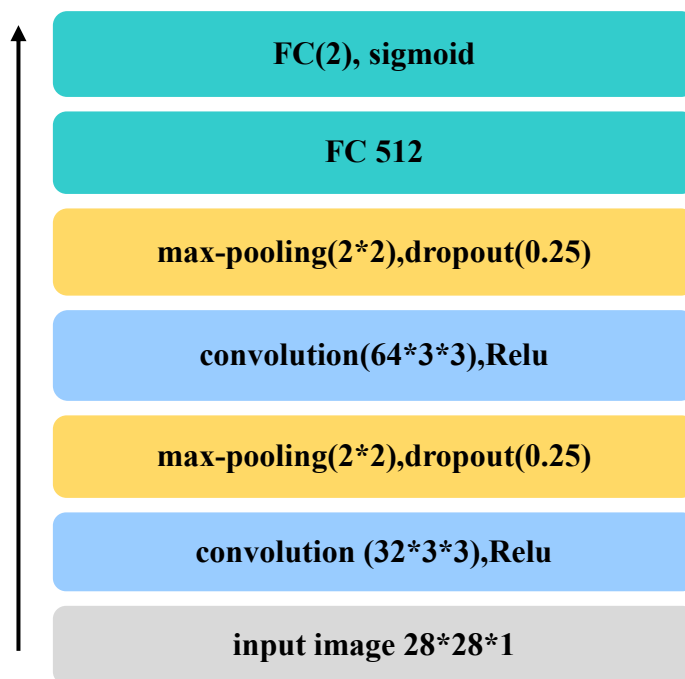 FC(2), sigmoid
FC 512
max-pooling(2*2),dropout(0.25)
convolution(64*3*3),Relu
max-pooling(2*2),dropout(0.25)
convolution (32*3*3),Relu
input image 28*28*1